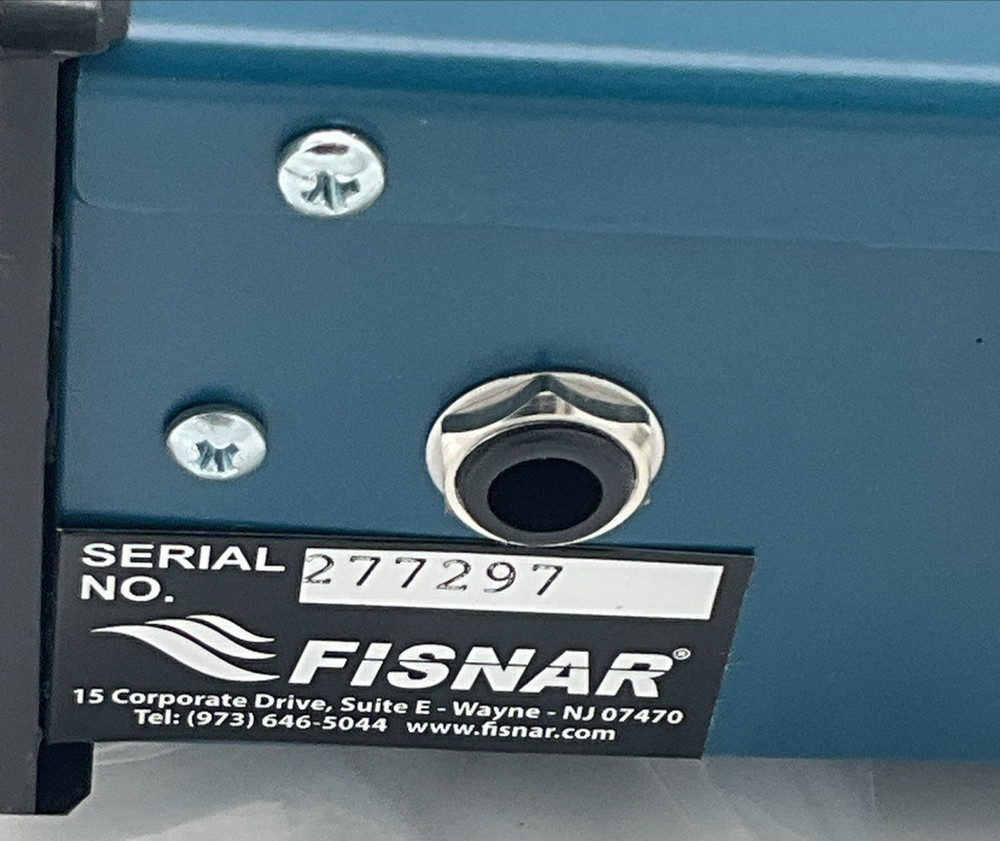 SERIAL NO. 277297
FISNAR®
15 Corporate Drive, Suite E - Wayne - NJ 07470
Tel: (973) 646-5044 www.fisnar.com